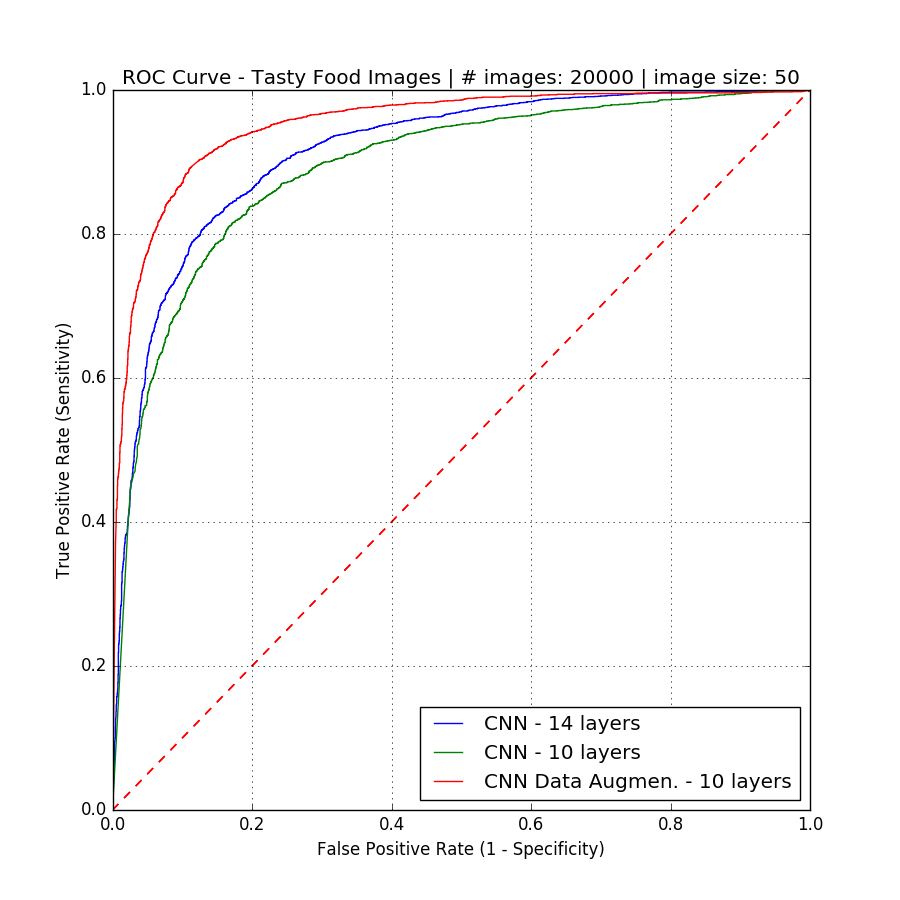 ROC Curve - Tasty Food Images | # images: 20000 | image size: 50
1.0
0.8
0.6
0.4
0.2
0.0
True Positive Rate (Sensitivity)
CNN - 14 layers
CNN - 10 layers
CNN Data Augmen. - 10 layers
0.0 0.2 0.4 0.6 0.8 1.0
False Positive Rate (1 - Specificity)